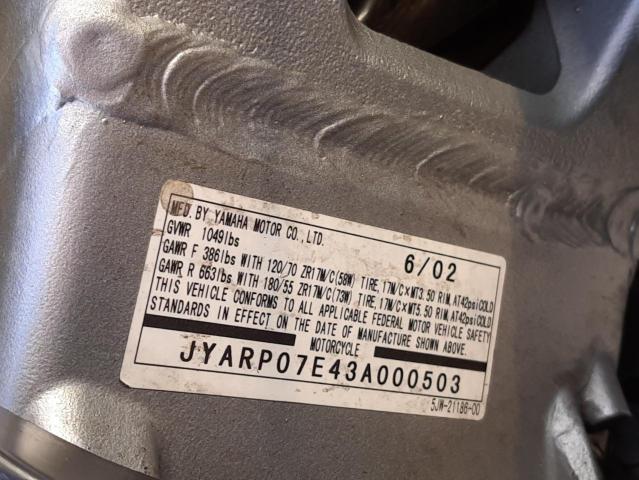 MFD. BY YAMAHA MOTOR CO., LTD. 6/02
GVWR 1049lbs
GAWR F 386lbs WITH 120/70 ZR17M/C(58W) TIRE, 17M/C×MT3.50 RIM, AT42psiCOLD
GAWR R 663lbs WITH 180/55 ZR17M/C(73W) TIRE, 17M/C×MT5.50 RIM, AT42psiCOLD
THIS VEHICLE CONFORMS TO ALL APPLICABLE FEDERAL MOTOR VEHICLE SAFETY
STANDARDS IN EFFECT ON THE DATE OF MANUFACTURE SHOWN ABOVE.
MOTORCYCLE
JYARP07E43A000503
5JW-21186-00